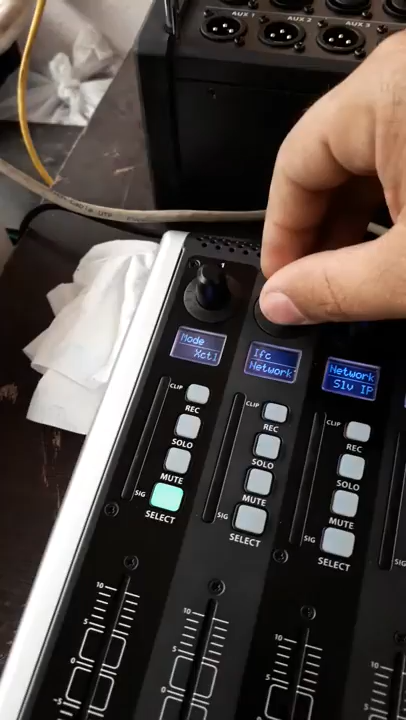 AUX 1
AUX 2
AUX 3
Mode
Xctl
Ifc
Network
Network
Slv IP
CLIP
REC
SOLO
MUTE
SIG
SELECT
CLIP
REC
SOLO
MUTE
SIG
SELECT
CLIP
REC
SOLO
MUTE
SIG
SELECT
10
5
0
-5
10
5
0
10
5
5